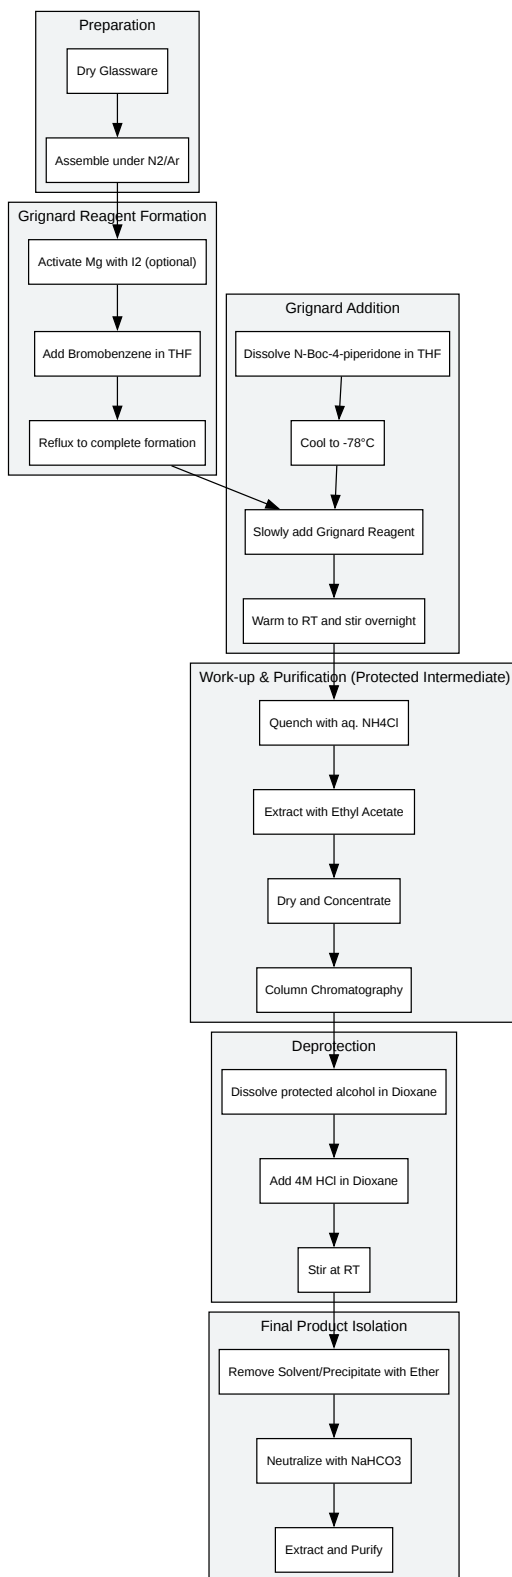 Preparation
Dry Glassware
Assemble under N2/Ar
Grignard Reagent Formation
Activate Mg with I2 (optional)
Add Bromobenzene in THF
Reflux to complete formation
Grignard Addition
Dissolve N-Boc-4-piperidone in THF
Cool to -78°C
Slowly add Grignard Reagent
Warm to RT and stir overnight
Work-up & Purification (Protected Intermediate)
Quench with aq. NH4Cl
Extract with Ethyl Acetate
Dry and Concentrate
Column Chromatography
Deprotection
Dissolve protected alcohol in Dioxane
Add 4M HCl in Dioxane
Stir at RT
Final Product Isolation
Remove Solvent/Precipitate with Ether
Neutralize with NaHCO3
Extract and Purify